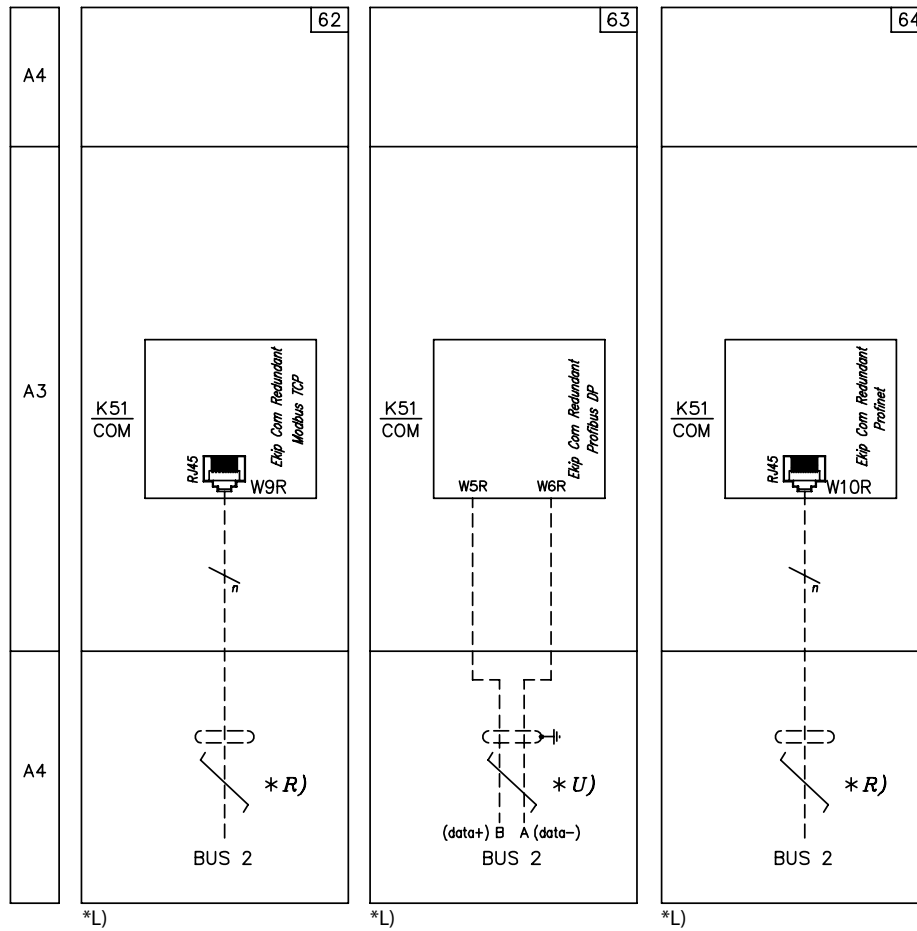 A4
A3
A4
62
K51
COM
Ekip Com Redundant
Modbus TCP
RJ45
W9R
n
*R)
BUS 2
*L)
63
K51
COM
Ekip Com Redundant
Profibus DP
W5R W6R
*U)
(data+) B A (data-)
BUS 2
*L)
64
K51
COM
Ekip Com Redundant
Profinet
RJ45
W10R
n
*R)
BUS 2
*L)